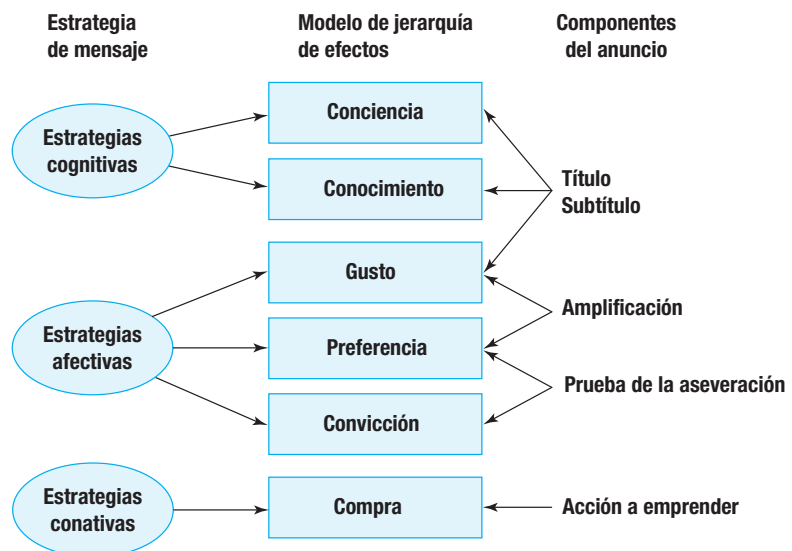 Estrategia
de mensaje
Modelo de jerarquía
de efectos
Componentes
del anuncio
Estrategias
cognitivas
Conciencia
Conocimiento
Título
Subtítulo
Estrategias
afectivas
Gusto
Preferencia
Convicción
Amplificación
Prueba de la aseveración
Estrategias
conativas
Compra
Acción a emprender